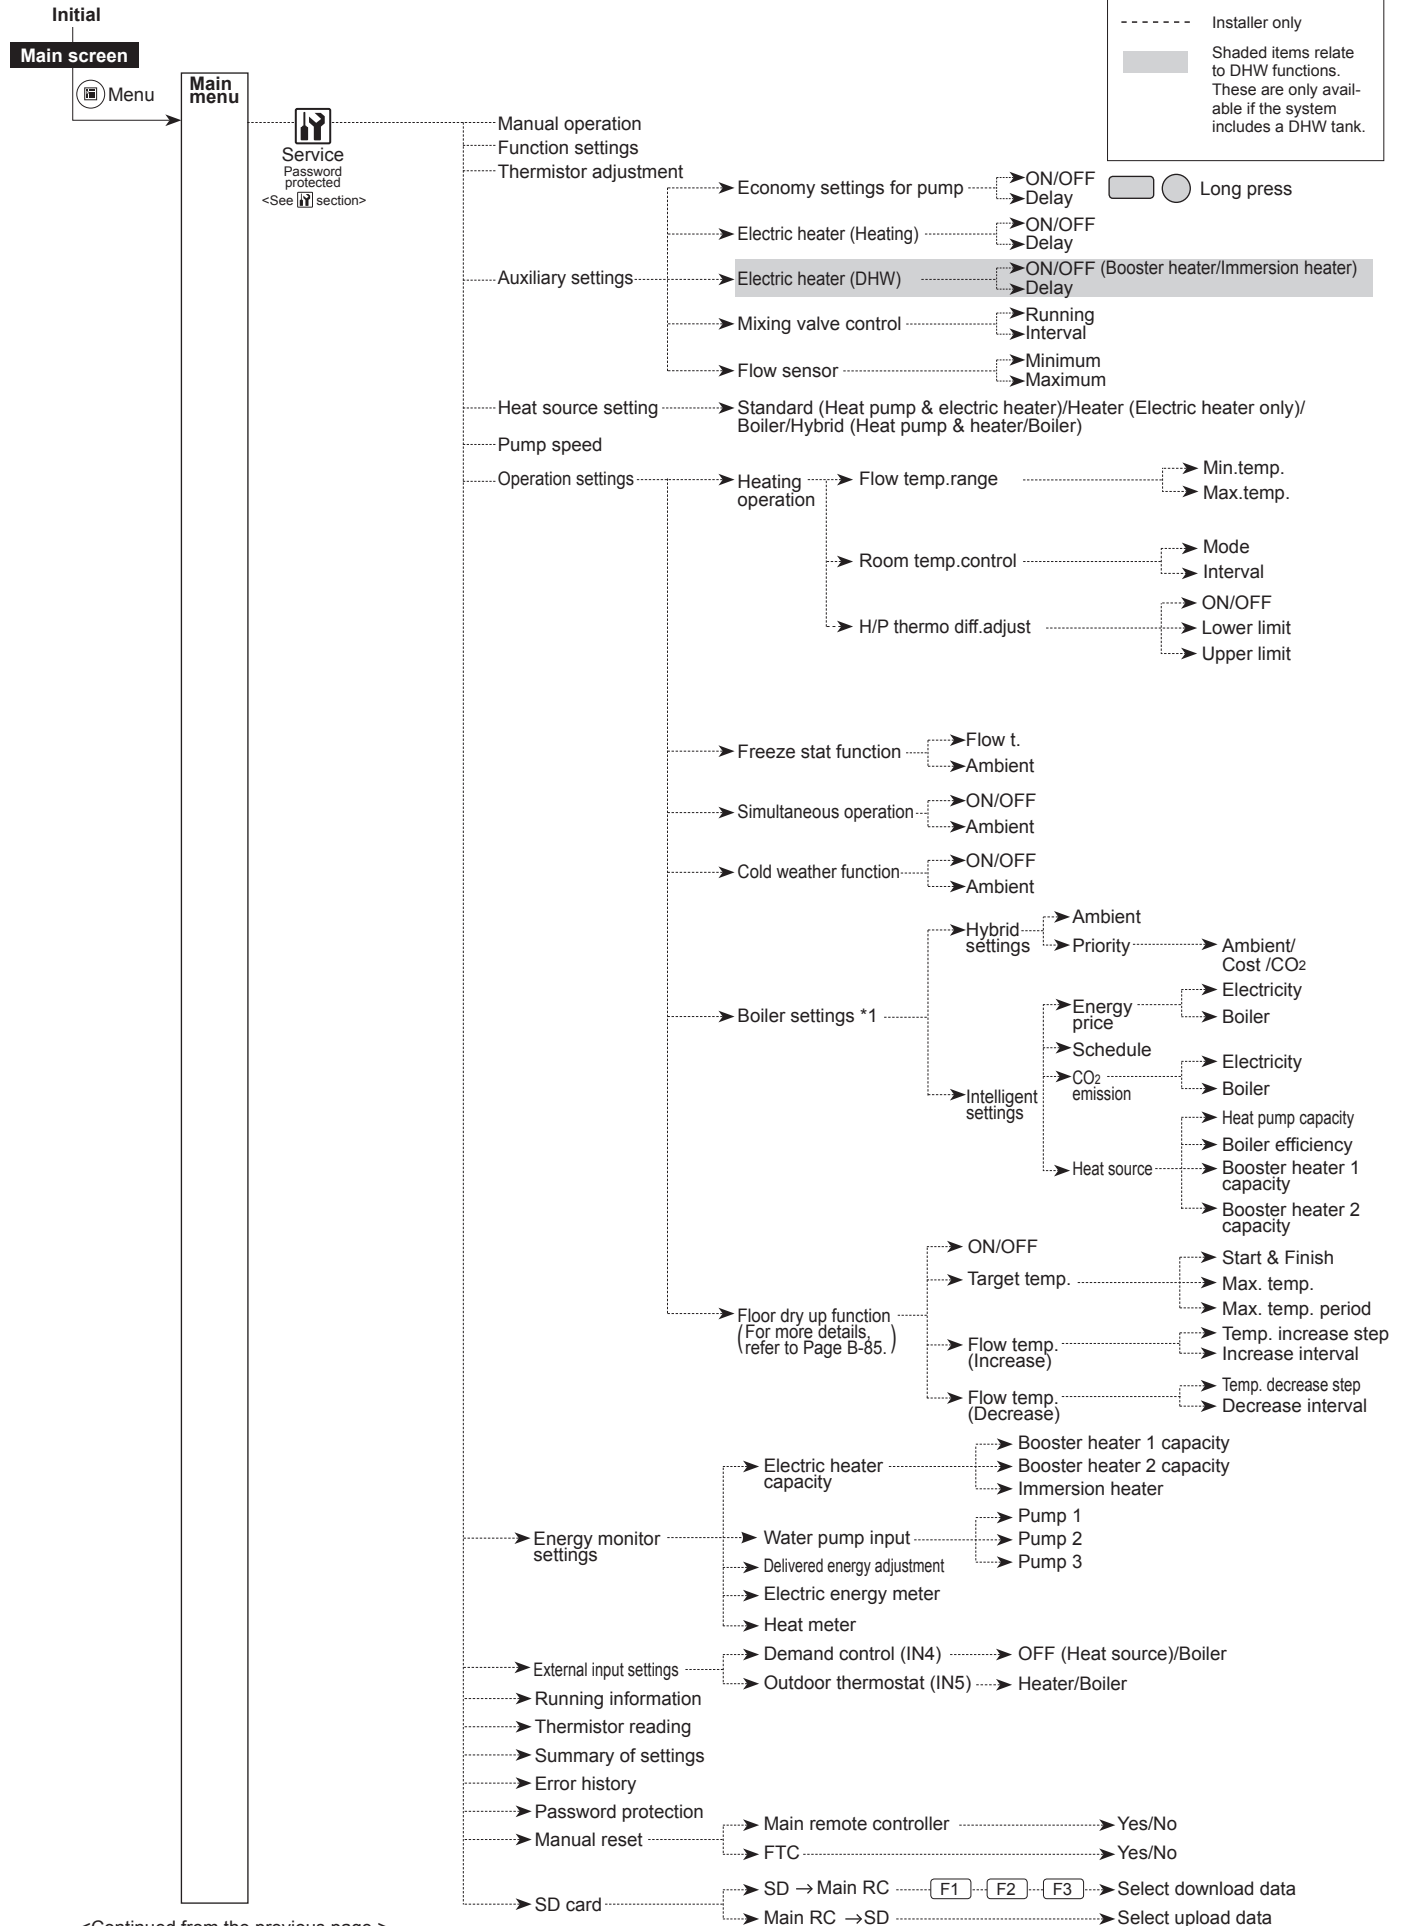 Initial
Main screen
Menu
Main
menu
Service
Password
protected
<See section>
Installer only
Shaded items relate
to DHW functions.
These are only avail-
able if the system
includes a DHW tank.
Long press
Manual operation
Function settings
Thermistor adjustment
Auxiliary settings
Economy settings for pump
ON/OFF
Delay
Electric heater (Heating)
ON/OFF
Delay
Electric heater (DHW)
ON/OFF (Booster heater/Immersion heater)
Delay
Mixing valve control
Running
Interval
Flow sensor
Minimum
Maximum
Heat source setting
Standard (Heat pump & electric heater)/Heater (Electric heater only)/
Boiler/Hybrid (Heat pump & heater/Boiler)
Pump speed
Operation settings
Heating
operation
Flow temp.range
Min.temp.
Max.temp.
Room temp.control
Mode
Interval
H/P thermo diff.adjust
ON/OFF
Lower limit
Upper limit
Freeze stat function
Flow t.
Ambient
Simultaneous operation
ON/OFF
Ambient
Cold weather function
ON/OFF
Ambient
Boiler settings *1
Hybrid
settings
Ambient
Priority
Ambient/
Cost /CO2
Intelligent
settings
Energy
price
Electricity
Boiler
Schedule
CO2
emission
Electricity
Boiler
Heat source
Heat pump capacity
Boiler efficiency
Booster heater 1
capacity
Booster heater 2
capacity
Floor dry up function
(For more details,
refer to Page B-85.)
ON/OFF
Target temp.
Start & Finish
Max. temp.
Max. temp. period
Flow temp.
(Increase)
Temp. increase step
Increase interval
Flow temp.
(Decrease)
Temp. decrease step
Decrease interval
Energy monitor
settings
Electric heater
capacity
Booster heater 1 capacity
Booster heater 2 capacity
Immersion heater
Water pump input
Pump 1
Pump 2
Pump 3
Delivered energy adjustment
Electric energy meter
Heat meter
External input settings
Demand control (IN4)
OFF (Heat source)/Boiler
Outdoor thermostat (IN5)
Heater/Boiler
Running information
Thermistor reading
Summary of settings
Error history
Password protection
Manual reset
Main remote controller
Yes/No
FTC
Yes/No
SD card
SD → Main RC
F1 F2 F3
Select download data
Main RC → SD
Select upload data
<Continued from the previous page.>